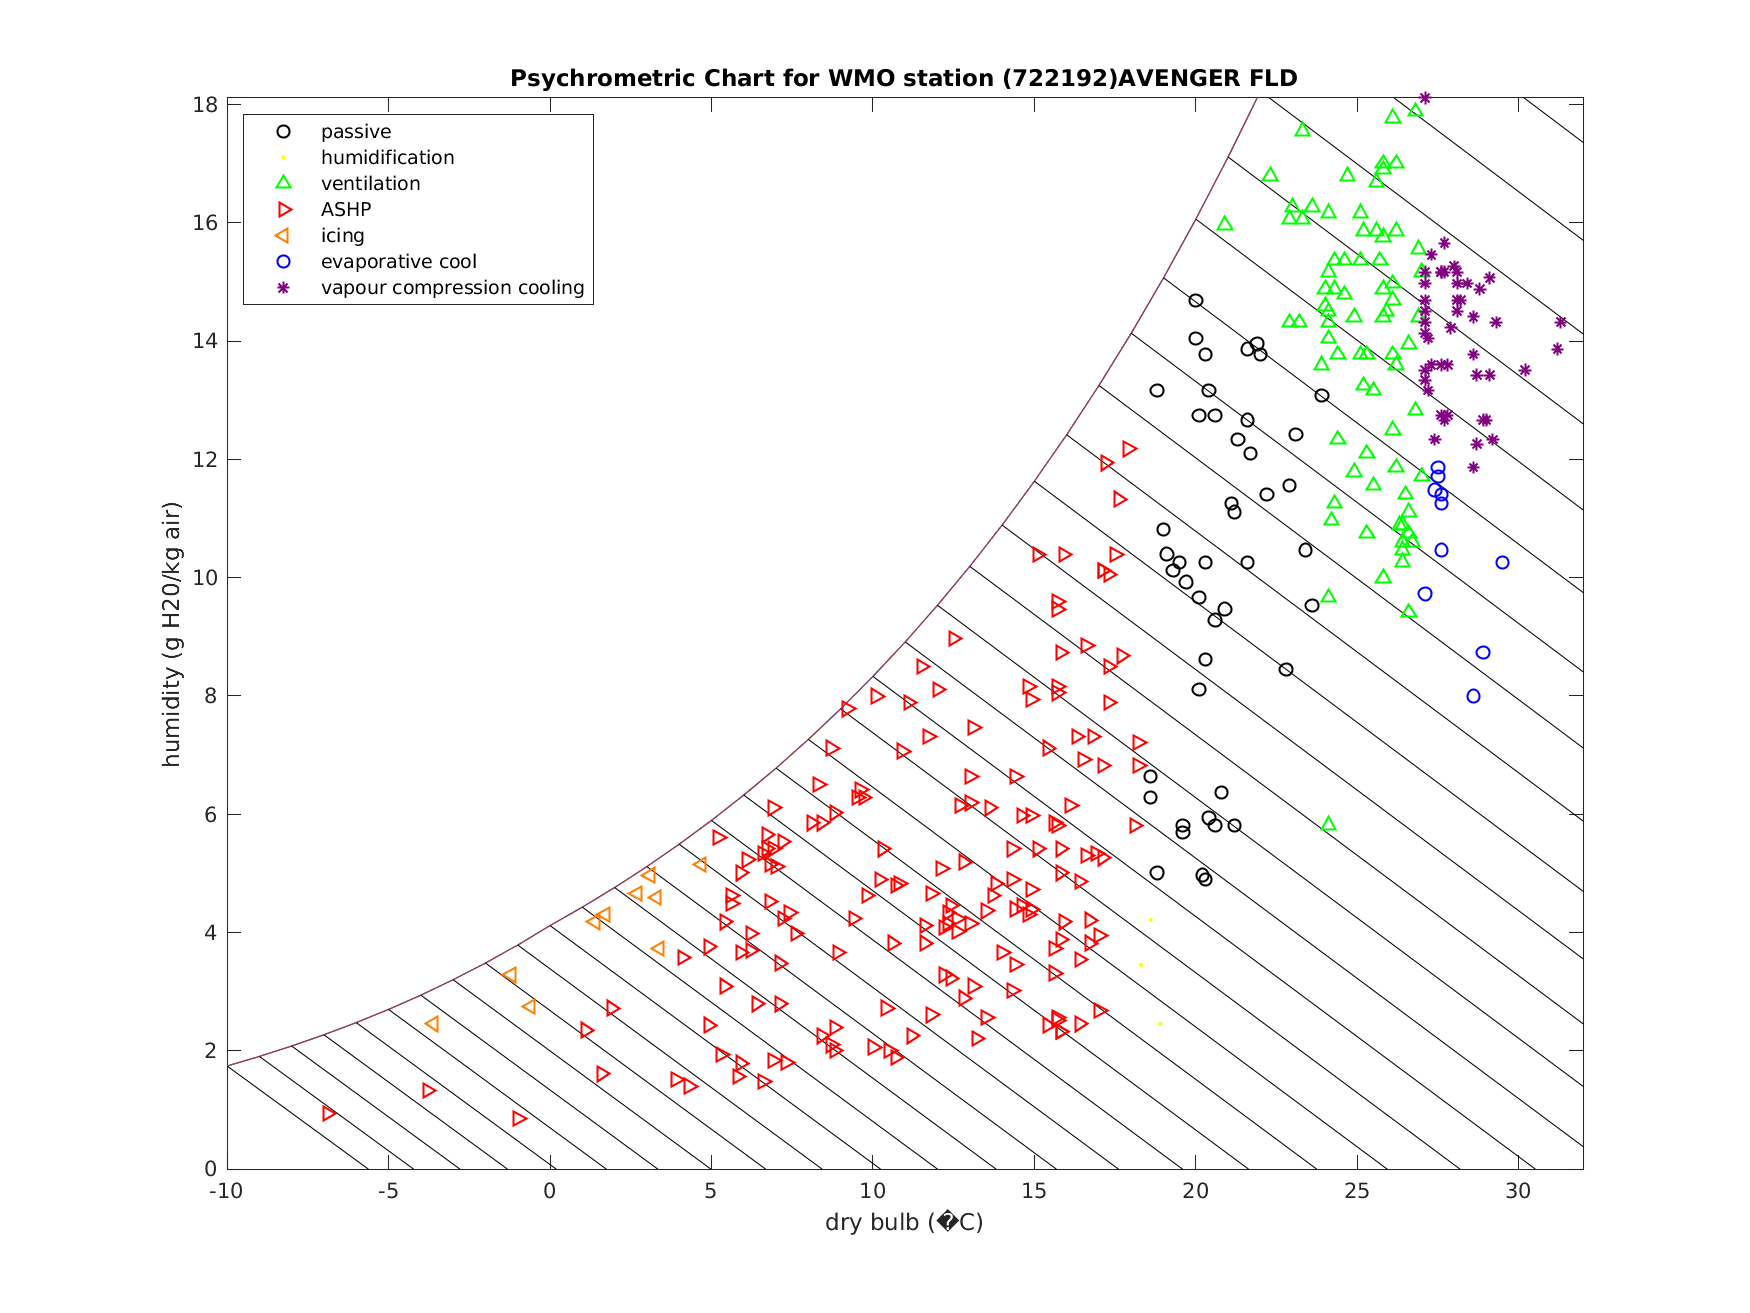 Psychrometric Chart for WMO station (722192)AVENGER FLD
18
16
14
12
10
8
6
4
2
0
humidity (g H20/kg air)
passive
humidification
ventilation
ASHP
icing
evaporative cool
vapour compression cooling
-10 -5 0 5 10 15 20 25 30
dry bulb (�C)